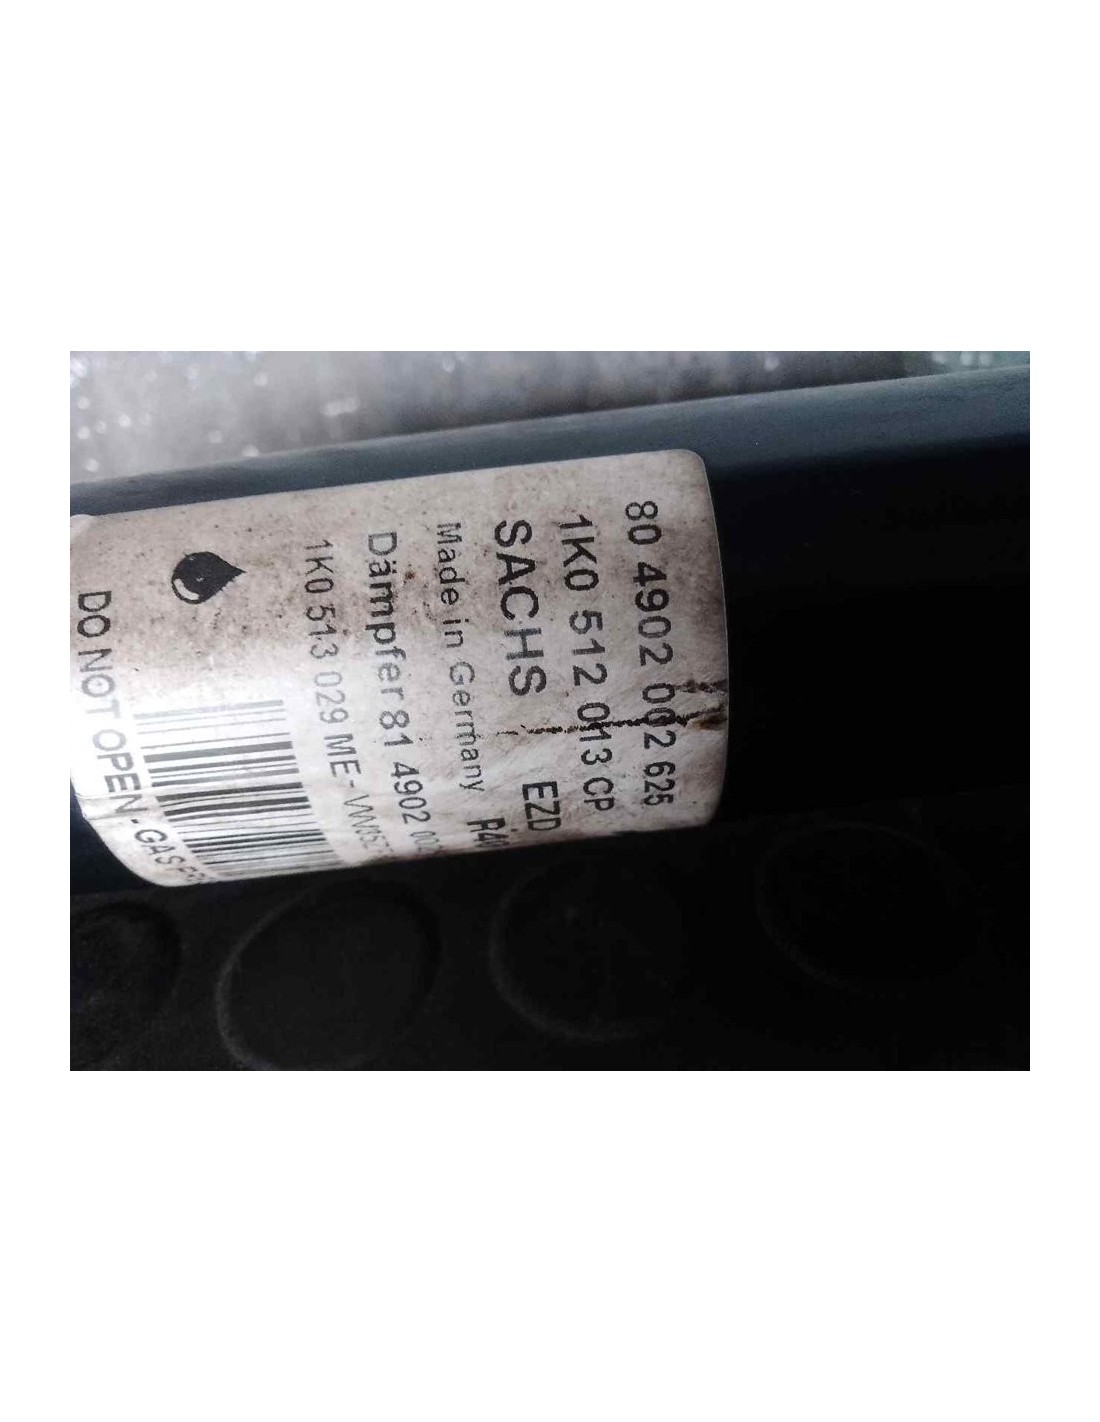 80 4902 002 625
1K0 512 013 CP
SACHS EZD
Made in Germany
Dämpfer 81 4902
1K0 513 029 ME -
DO NOT OPEN - GAS